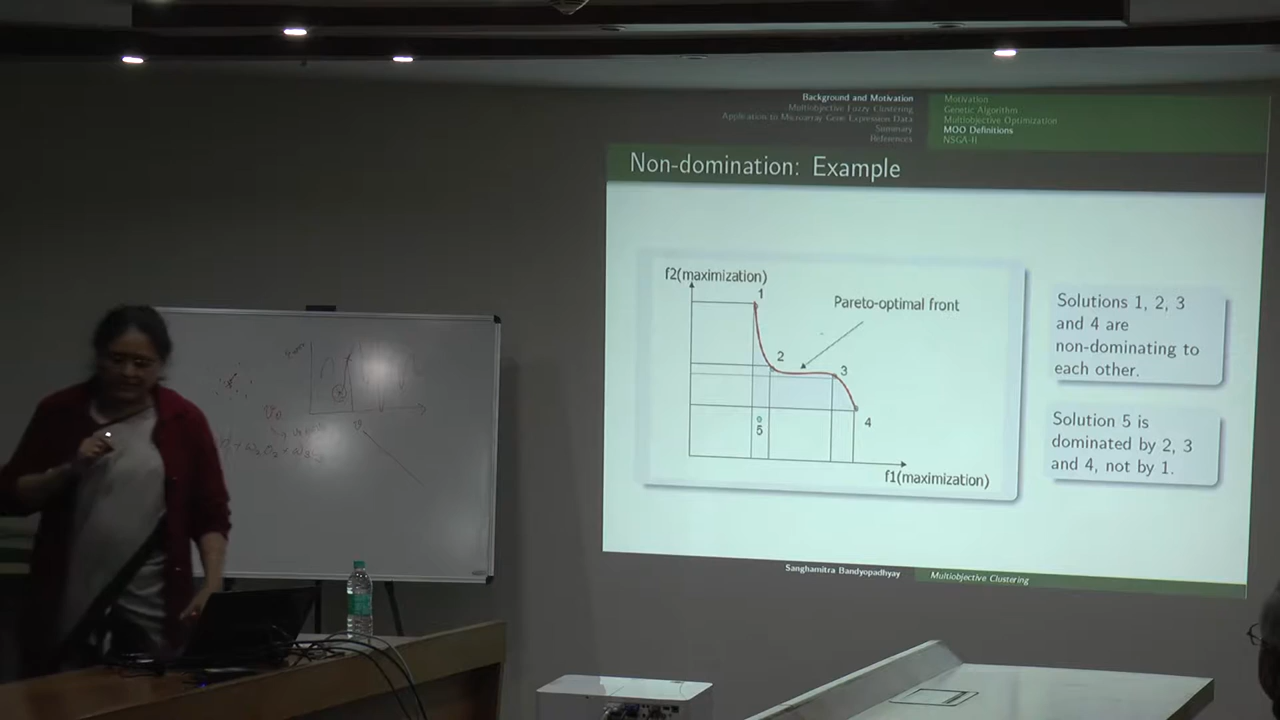 Background and Motivation
Multiobjective Fuzzy Clustering
Application to Microarray Gene Expression Data
Summary
References
Motivation
Genetic Algorithm
Multiobjective Optimization
MOO Definitions
NSGA-II
Non-domination: Example
f2(maximization)
1
Pareto-optimal front
2
3
4
5
f1(maximization)
Solutions 1, 2, 3
and 4 are
non-dominating to
each other.
Solution 5 is
dominated by 2, 3
and 4, not by 1.
Sanghamitra Bandyopadhyay
Multiobjective Clustering